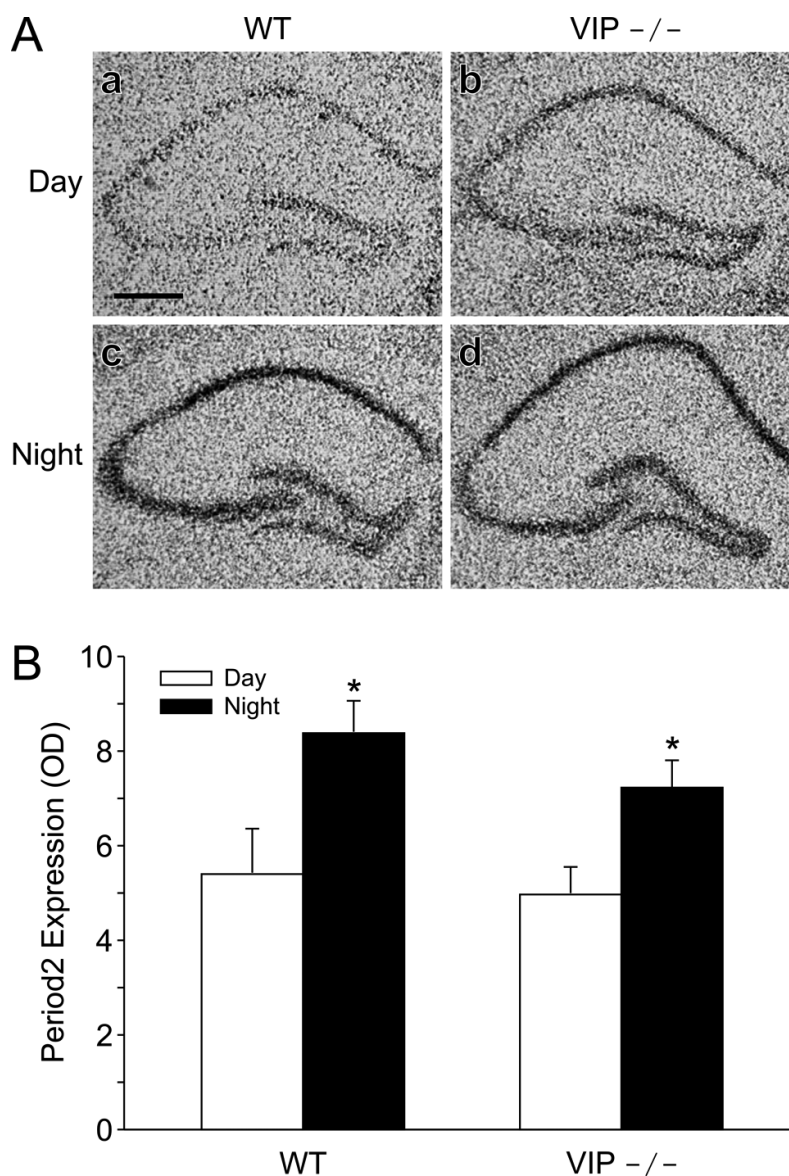 A
WT
VIP −/−
Day
a
b
Night
c
d
B
Period2 Expression (OD)
10
8
6
4
2
0
Day
Night
*
*
WT
VIP −/−